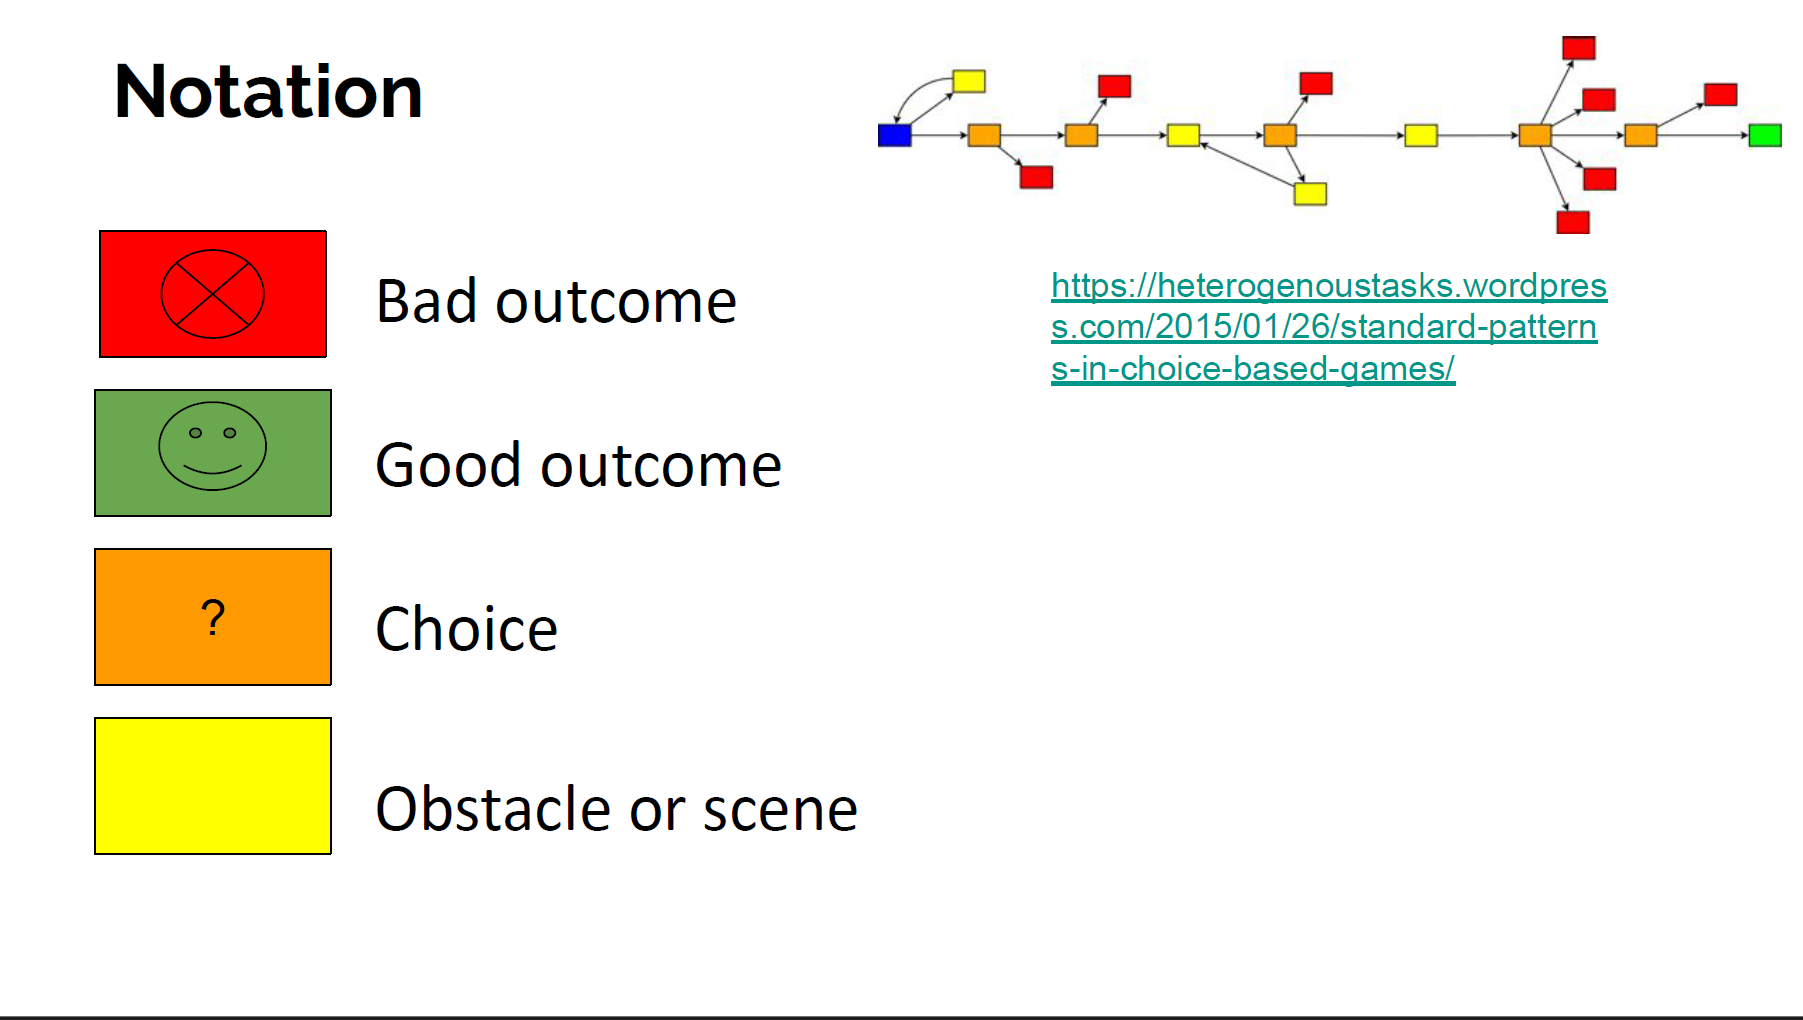 Notation
https://heterogenoustasks.wordpres
s.com/2015/01/26/standard-pattern
s-in-choice-based-games/
Bad outcome
Good outcome
?
Choice
Obstacle or scene